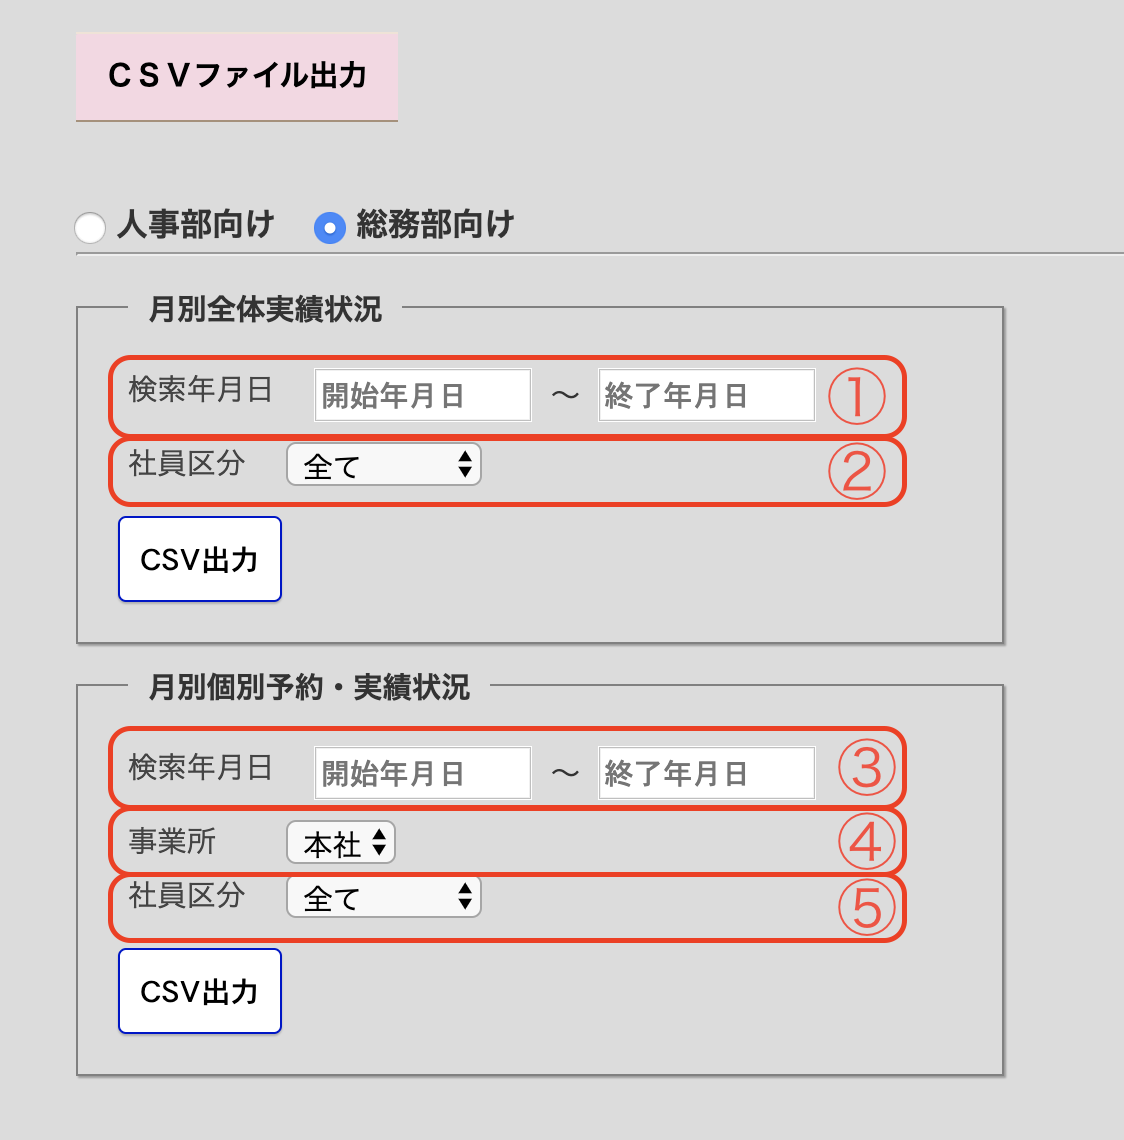 ＣＳＶファイル出力
人事部向け 総務部向け
月別全体実績状況
検索年月日 開始年月日 ～ 終了年月日 ①
社員区分 全て ②
CSV出力
月別個別予約・実績状況
検索年月日 開始年月日 ～ 終了年月日 ③
事業所 本社 ④
社員区分 全て ⑤
CSV出力